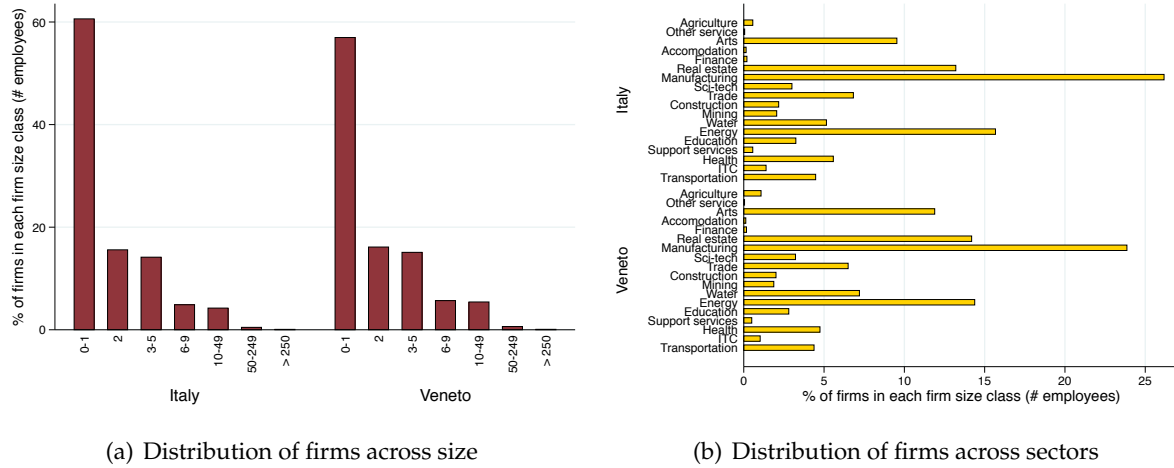 % of firms in each firm size class (# employees)
60
40
20
0
0-1
2
3-5
6-9
10-49
50-249
> 250
0-1
2
3-5
6-9
10-49
50-249
> 250
Italy
Veneto
(a) Distribution of firms across size
Italy
Agriculture
Other service
Arts
Accomodation
Finance
Real estate
Manufacturing
Sci-tech
Trade
Construction
Mining
Water
Energy
Education
Support services
Health
ITC
Transportation
Veneto
Agriculture
Other service
Arts
Accomodation
Finance
Real estate
Manufacturing
Sci-tech
Trade
Construction
Mining
Water
Energy
Education
Support services
Health
ITC
Transportation
0 5 10 15 20 25
% of firms in each firm size class (# employees)
(b) Distribution of firms across sectors